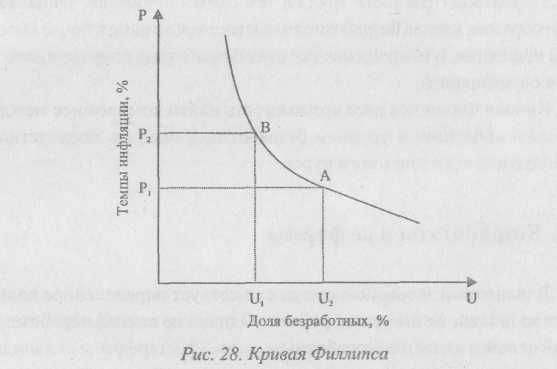 P
Темпы инфляции, %
P₂
B
A
P₁
U₁
U₂
U
Доля безработных, %
Рис. 28. Кривая Филлипса